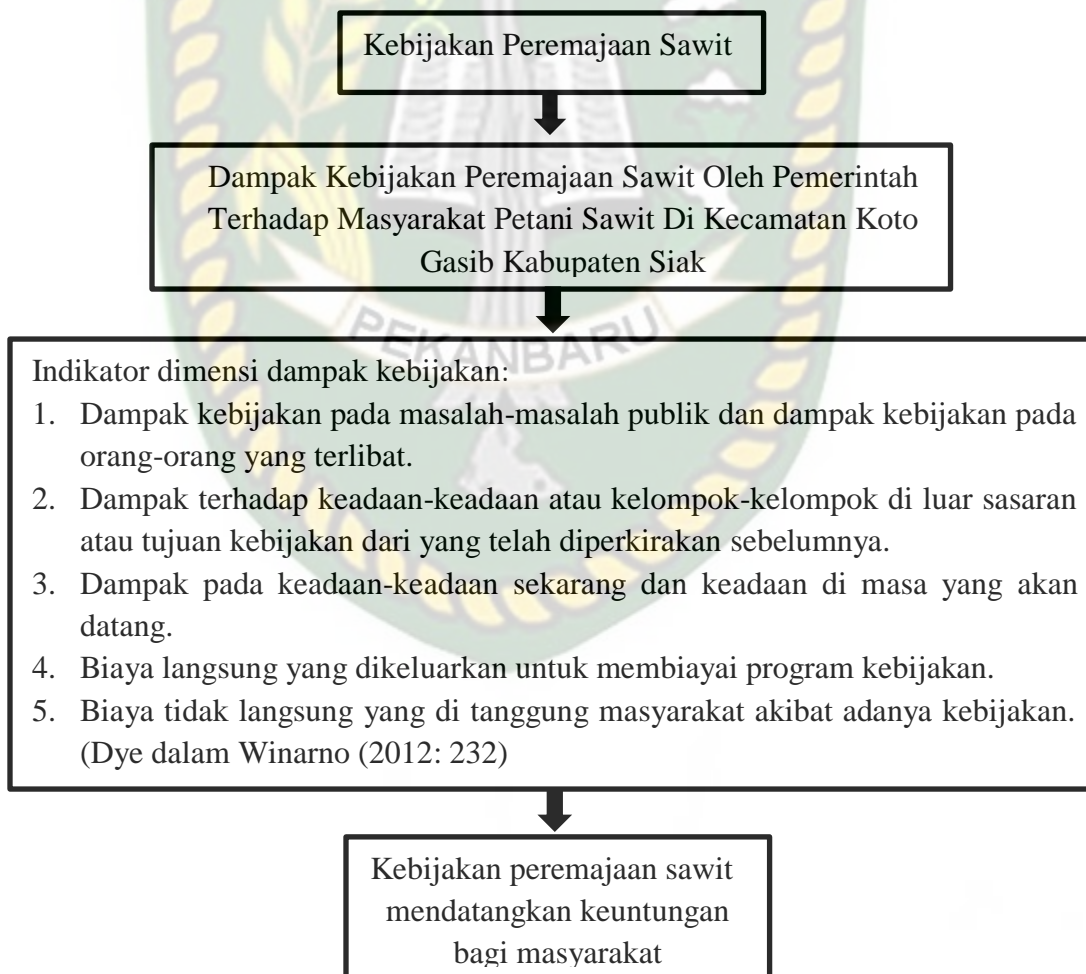 Kebijakan Peremajaan Sawit
Dampak Kebijakan Peremajaan Sawit Oleh Pemerintah
Terhadap Masyarakat Petani Sawit Di Kecamatan Koto
Gasib Kabupaten Siak
PEKANBARU
Indikator dimensi dampak kebijakan:
1. Dampak kebijakan pada masalah-masalah publik dan dampak kebijakan pada
orang-orang yang terlibat.
2. Dampak terhadap keadaan-keadaan atau kelompok-kelompok di luar sasaran
atau tujuan kebijakan dari yang telah diperkirakan sebelumnya.
3. Dampak pada keadaan-keadaan sekarang dan keadaan di masa yang akan
datang.
4. Biaya langsung yang dikeluarkan untuk membiayai program kebijakan.
5. Biaya tidak langsung yang di tanggung masyarakat akibat adanya kebijakan.
(Dye dalam Winarno (2012: 232)
Kebijakan peremajaan sawit
mendatangkan keuntungan
bagi masyarakat